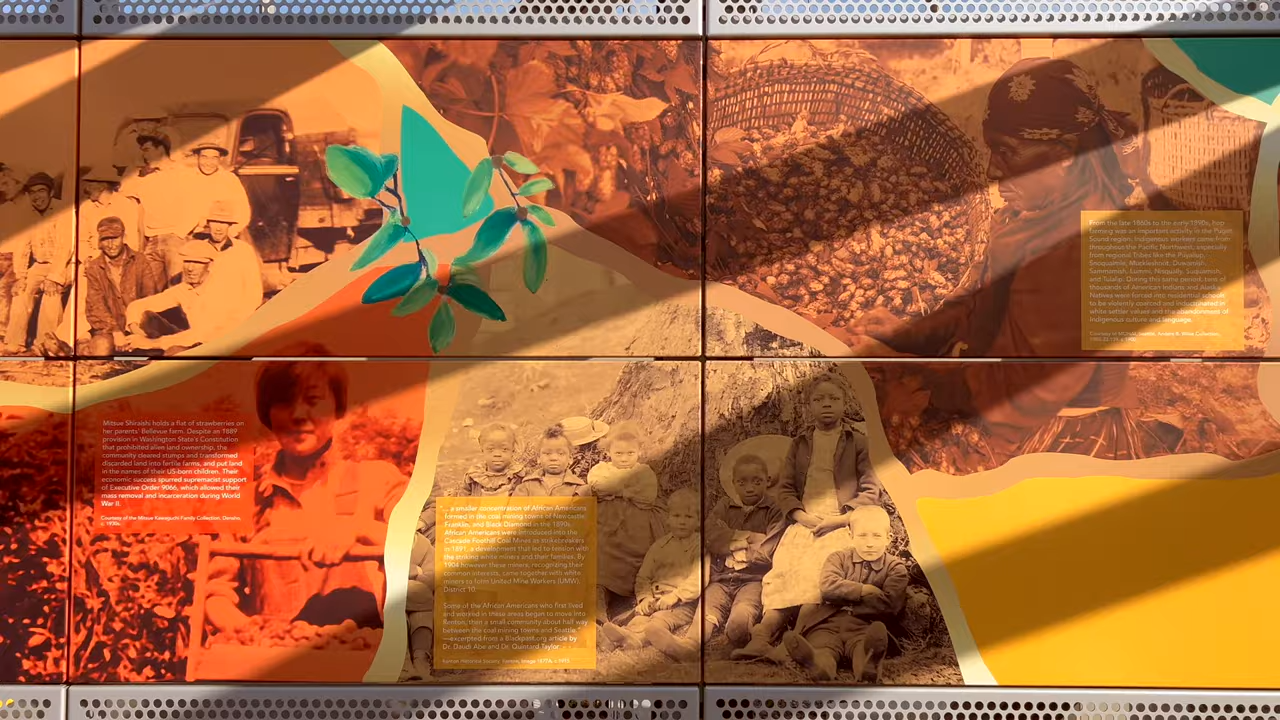 From the late 1860s to the early 1890s, hop
farming was an important activity in the Puget
Sound region. Indigenous workers came from
throughout the Pacific Northwest, especially
from regional Tribes like the Puyallup,
Snoqualmie, Muckleshoot, Duwamish,
Sammamish, Lummi, Nisqually, Suquamish,
and Tulalip. During this same period, tens of
thousands of American Indians and Alaska
Natives were forced into residential schools
to be violently and indoctrinated in
white settler values and the abandonment of
Indigenous culture and language.
Courtesy of MOHAI, Seattle, Collection,
Mitsue Shiraishi holds a flat of strawberries on
her parents' Bellevue farm. Despite an 1889
provision in Washington State's Constitution
that prohibited alive land ownership, the
community cleared stumps and transformed
discarded land into fertile farms, and put land
in the names of their US-born children. Their
economic success spurred supremacist support
of Executive Order 9066, which allowed their
mass removal and incarceration during World
War II.
Courtesy of the Mitsue Kawaguchi Family Collection, Densho,
c. 1930s.
"... a smaller concentration of African Americans
formed in the coal mining towns of Newcastle,
Franklin, and Black Diamond in the 1890s.
African Americans were introduced into the
Cascade Foothill Coal Mines as strikebreakers
in 1891, a development that led to tension with
the striking white miners and their families. By
1904 however these miners, recognizing their
common interests, came together with white
miners to form United Mine Workers (UMW),
District 10.
Some of the African Americans who first lived
and worked in these areas began to move into
Renton, then a small community about half way
between the coal mining towns and Seattle."
—excerpted from a Blackpast.org article by
Dr. Daudi Abe and Dr. Quintard Taylor.
Historical Society,